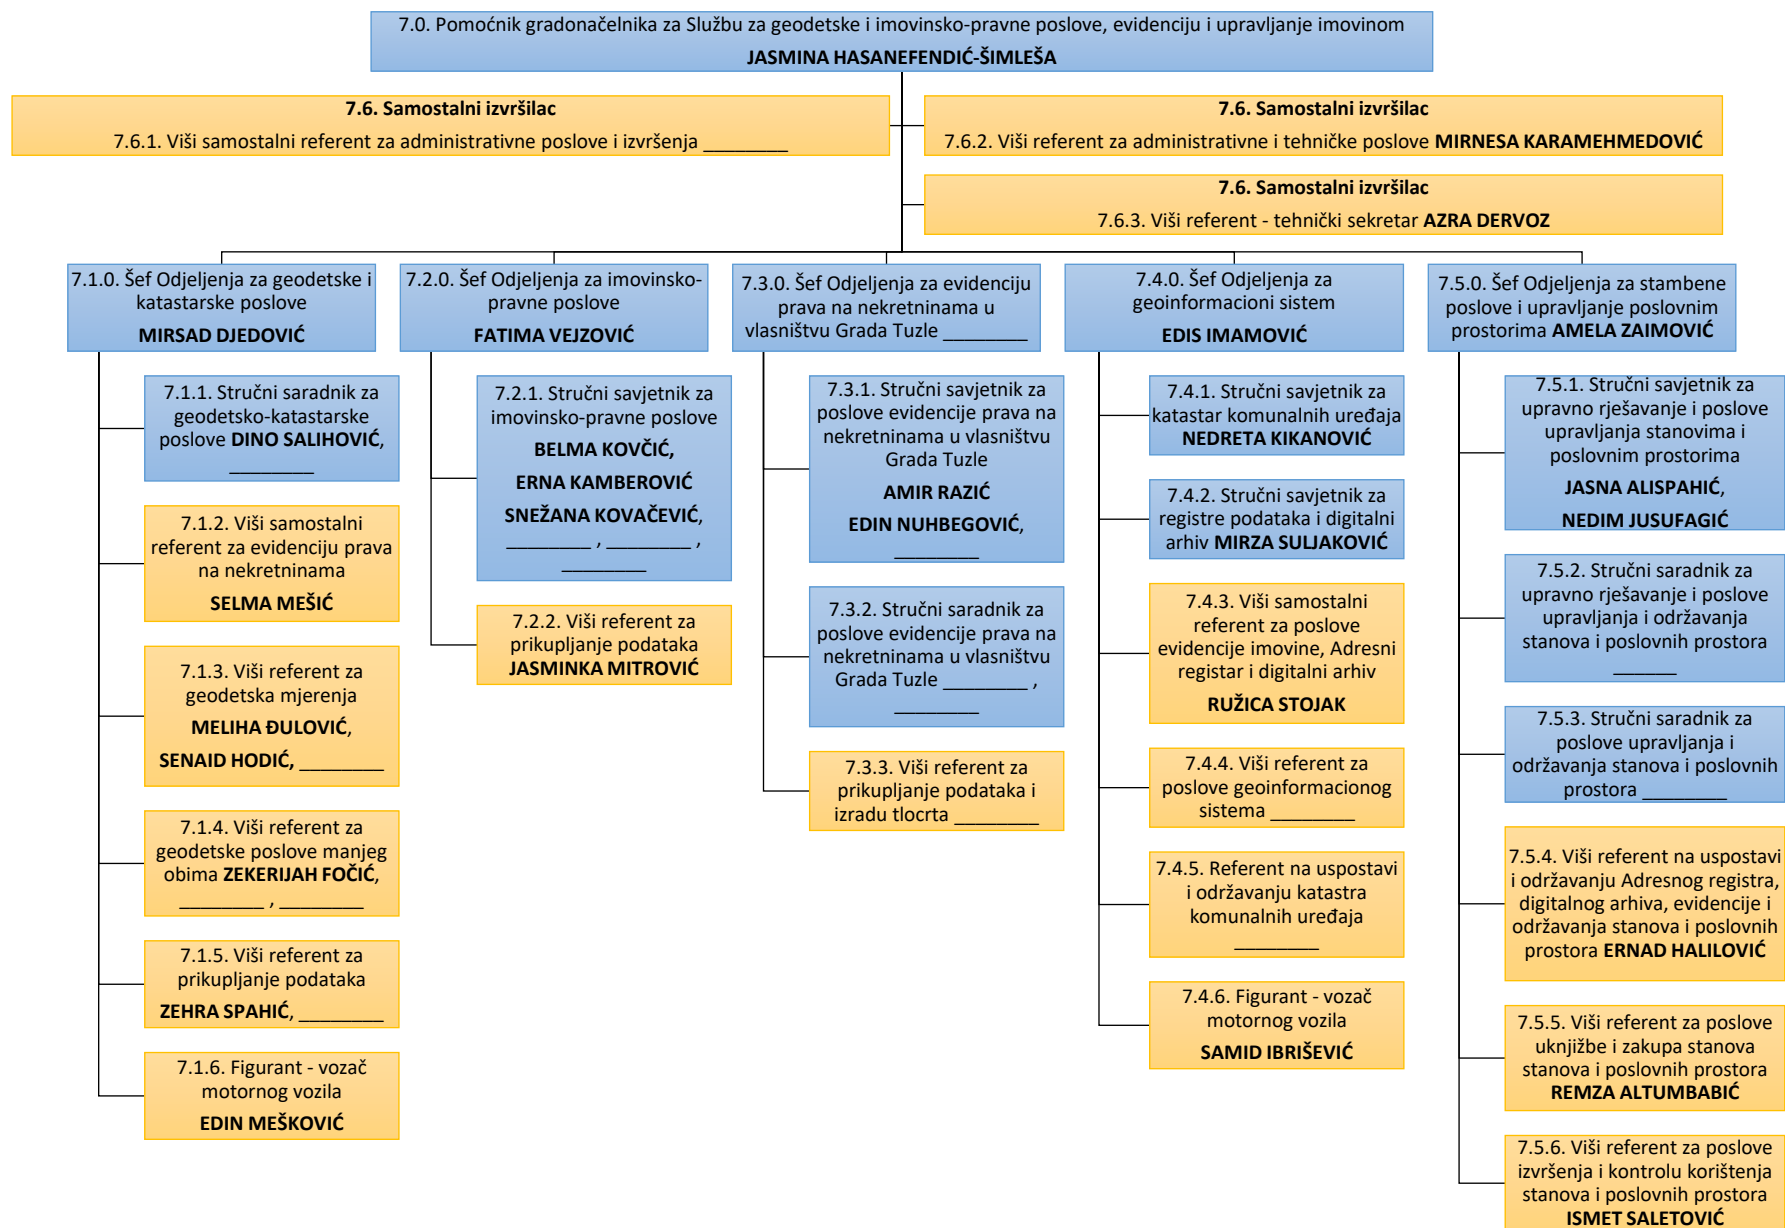 7.0. Pomoćnik gradonačelnika za Službu za geodetske i imovinsko-pravne poslove, evidenciju i upravljanje imovinom
JASMINA HASANEFENDIĆ-ŠIMLEŠA
7.6. Samostalni izvršilac
7.6.1. Viši samostalni referent za administrativne poslove i izvršenja ________
7.6. Samostalni izvršilac
7.6.2. Viši referent za administrativne i tehničke poslove MIRNESA KARAMEHMEDOVIĆ
7.6. Samostalni izvršilac
7.6.3. Viši referent - tehnički sekretar AZRA DERVOZ
7.1.0. Šef Odjeljenja za geodetske i
katastarske poslove
MIRSAD DJEDOVIĆ
7.1.1. Stručni saradnik za
geodetsko-katastarske
poslove DINO SALIHOVIĆ,
________
7.1.2. Viši samostalni
referent za evidenciju prava
na nekretninama
SELMA MEŠIĆ
7.1.3. Viši referent za
geodetska mjerenja
MELIHA ĐULOVIĆ,
SENAID HODIĆ, ________
7.1.4. Viši referent za
geodetske poslove manjeg
obima ZEKERIJAH FOČIĆ,
________ , ________
7.1.5. Viši referent za
prikupljanje podataka
ZEHRA SPAHIĆ, ________
7.1.6. Figurant - vozač
motornog vozila
EDIN MEŠKOVIĆ
7.2.0. Šef Odjeljenja za imovinsko-
pravne poslove
FATIMA VEJZOVIĆ
7.2.1. Stručni savjetnik za
imovinsko-pravne poslove
BELMA KOVČIĆ,
ERNA KAMBEROVIĆ
SNEŽANA KOVAČEVIĆ,
________ , ________ ,
________
7.2.2. Viši referent za
prikupljanje podataka
JASMINKA MITROVIĆ
7.3.0. Šef Odjeljenja za evidenciju
prava na nekretninama u
vlasništvu Grada Tuzle ________
7.3.1. Stručni savjetnik za
poslove evidencije prava na
nekretninama u vlasništvu
Grada Tuzle
AMIR RAZIĆ
EDIN NUHBEGOVIĆ,
________
7.3.2. Stručni saradnik za
poslove evidencije prava na
nekretninama u vlasništvu
Grada Tuzle ________ ,
________
7.3.3. Viši referent za
prikupljanje podataka i
izradu tlocrta ________
7.4.0. Šef Odjeljenja za
geoinformacioni sistem
EDIS IMAMOVIĆ
7.4.1. Stručni savjetnik za
katastar komunalnih uređaja
NEDRETA KIKANOVIĆ
7.4.2. Stručni savjetnik za
registre podataka i digitalni
arhiv MIRZA SULJAKOVIĆ
7.4.3. Viši samostalni
referent za poslove
evidencije imovine, Adresni
registar i digitalni arhiv
RUŽICA STOJAK
7.4.4. Viši referent za
poslove geoinformacionog
sistema ________
7.4.5. Referent na uspostavi
i održavanju katastra
komunalnih uređaja
________
7.4.6. Figurant - vozač
motornog vozila
SAMID IBRIŠEVIĆ
7.5.0. Šef Odjeljenja za stambene
poslove i upravljanje poslovnim
prostorima AMELA ZAIMOVIĆ
7.5.1. Stručni savjetnik za
upravno rješavanje i poslove
upravljanja stanovima i
poslovnim prostorima
JASNA ALISPAHIĆ,
NEDIM JUSUFAGIĆ
7.5.2. Stručni saradnik za
upravno rješavanje i poslove
upravljanja i održavanja
stanova i poslovnih prostora
______
7.5.3. Stručni saradnik za
poslove upravljanja i
održavanja stanova i poslovnih
prostora ________
7.5.4. Viši referent na uspostavi
i održavanju Adresnog registra,
digitalnog arhiva, evidencije i
održavanja stanova i poslovnih
prostora ERNAD HALILOVIĆ
7.5.5. Viši referent za poslove
uknjižbe i zakupa stanova
stanova i poslovnih prostora
REMZA ALTUMBABIĆ
7.5.6. Viši referent za poslove
izvršenja i kontrolu korištenja
stanova i poslovnih prostora
ISMET SALETOVIĆ